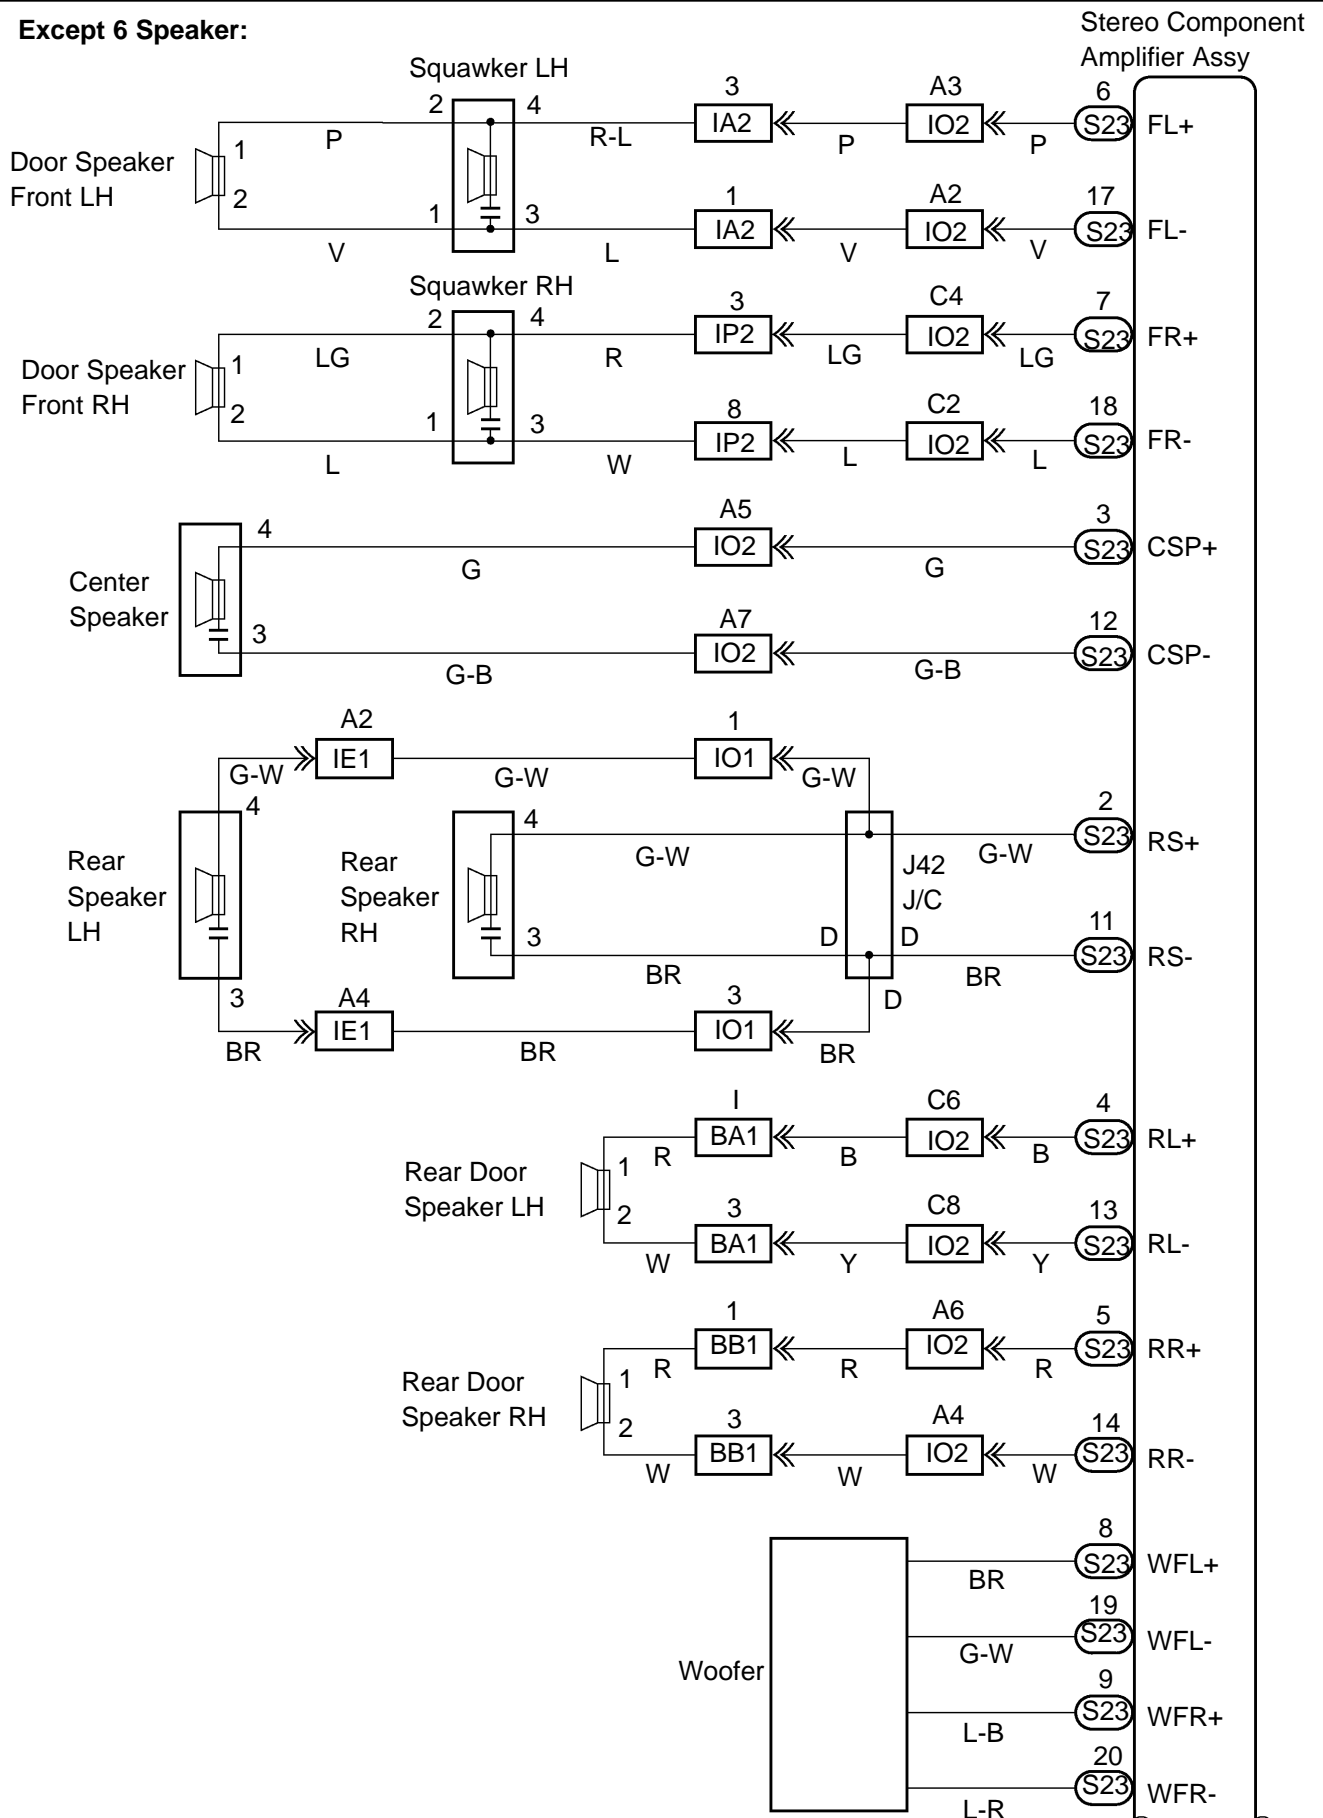 Except 6 Speaker:
Stereo Component
Amplifier Assy
Squawker LH
2 4 3 A3 6
P R-L IA2 P IO2 P S23 FL+
Door Speaker
Front LH
1
2
1 3 1 A2 17
V L IA2 V IO2 V S23 FL-
Squawker RH
2 4 3 C4 7
LG R IP2 LG IO2 LG S23 FR+
Door Speaker
Front RH
1
2
1 3 8 C2 18
L W IP2 L IO2 L S23 FR-
4 A5 3
G IO2 G S23 CSP+
Center
Speaker
3 A7 12
G-B IO2 G-B S23 CSP-
A2 1
G-W IE1 G-W IO1 G-W
4 4 2
G-W G-W S23 RS+
Rear
Speaker
LH
Rear
Speaker
RH
J42
J/C
3 D D 11
BR BR S23 RS-
3 A4 3 D
BR IE1 BR IO1 BR
I C6 4
R BA1 B IO2 B S23 RL+
Rear Door
Speaker LH
1
2
3 C8 13
W BA1 Y IO2 Y S23 RL-
1 A6 5
R BB1 R IO2 R S23 RR+
Rear Door
Speaker RH
1
2
3 A4 14
W BB1 W IO2 W S23 RR-
8
BR S23 WFL+
19
G-W S23 WFL-
Woofer
9
L-B S23 WFR+
20
L-R S23 WFR-